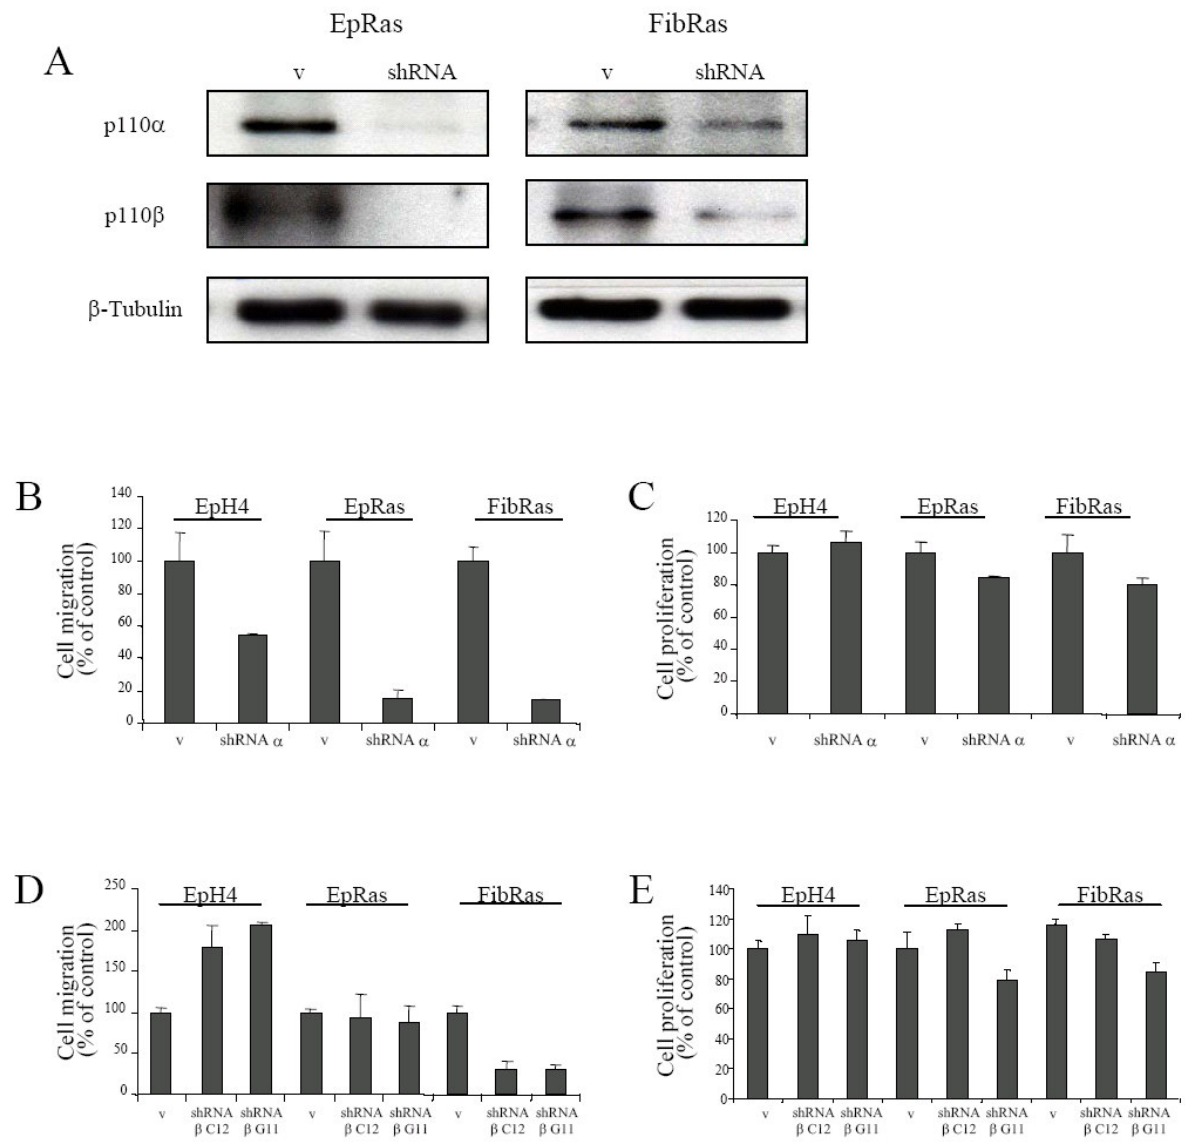 EpRas FibRas
A
v shRNA v shRNA
p110α
p110β
β-Tubulin
B
Cell migration
(% of control)
140
120
100
80
60
40
20
0
EpH4 EpRas FibRas
v shRNA α v shRNA α v shRNA α
C
Cell proliferation
(% of control)
120
100
80
60
40
20
0
EpH4 EpRas FibRas
v shRNA α v shRNA α v shRNA α
D
Cell migration
(% of control)
250
200
150
100
50
0
EpH4 EpRas FibRas
v shRNA shRNA v shRNA shRNA v shRNA shRNA
β C12 β G11 β C12 β G11 β C12 β G11
E
Cell proliferation
(% of control)
140
120
100
80
60
40
20
0
EpH4 EpRas FibRas
v shRNA shRNA v shRNA shRNA v shRNA shRNA
β C12 β G11 β C12 β G11 β C12 β G11